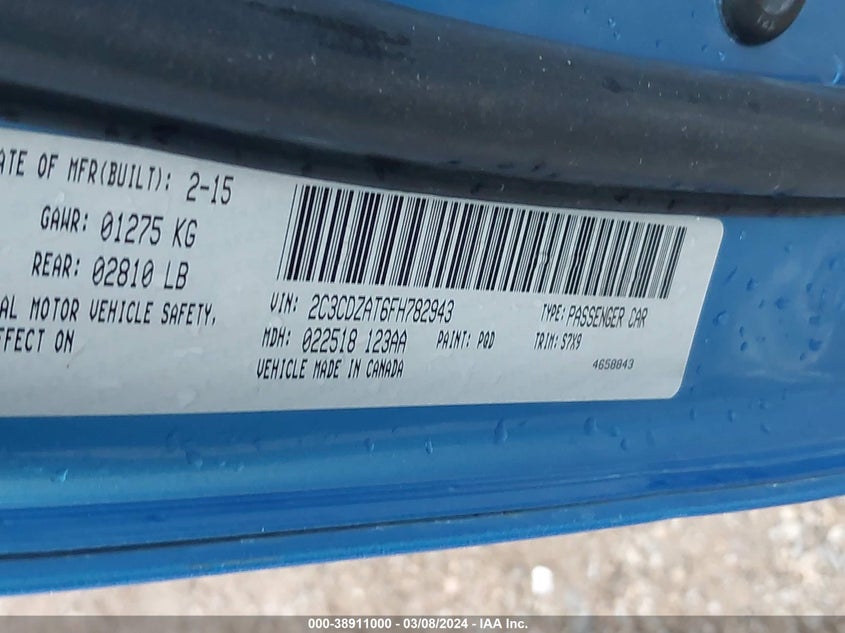 ATE OF MFR(BUILT): 2-15
GAWR: 01275 KG
REAR: 02810 LB
AL MOTOR VEHICLE SAFETY,
FFECT ON
VIN: 2C3CDZAT6FH782943 TYPE: PASSENGER CAR
MDH: 022518 123AA PAINT: PQD TRIM: S7X9
VEHICLE MADE IN CANADA 4650043
000-38911000 - 03/08/2024 - IAA Inc.